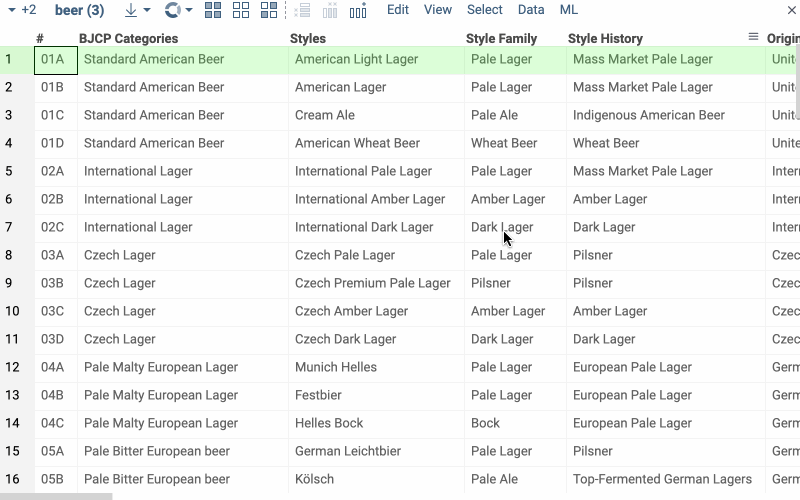 +2 beer (3) Edit View Select Data ML
# BJCP Categories Styles Style Family Style History Origin
1 01A Standard American Beer American Light Lager Pale Lager Mass Market Pale Lager Unite
2 01B Standard American Beer American Lager Pale Lager Mass Market Pale Lager Unite
3 01C Standard American Beer Cream Ale Pale Ale Indigenous American Beer Unite
4 01D Standard American Beer American Wheat Beer Wheat Beer Wheat Beer Unite
5 02A International Lager International Pale Lager Pale Lager Mass Market Pale Lager Inter
6 02B International Lager International Amber Lager Amber Lager Amber Lager Inter
7 02C International Lager International Dark Lager Dark Lager Dark Lager Inter
8 03A Czech Lager Czech Pale Lager Pale Lager Pilsner Czec
9 03B Czech Lager Czech Premium Pale Lager Pilsner Pilsner Czec
10 03C Czech Lager Czech Amber Lager Amber Lager Amber Lager Czec
11 03D Czech Lager Czech Dark Lager Dark Lager Dark Lager Czec
12 04A Pale Malty European Lager Munich Helles Pale Lager European Pale Lager Germ
13 04B Pale Malty European Lager Festbier Pale Lager European Pale Lager Germ
14 04C Pale Malty European Lager Helles Bock Bock European Pale Lager Germ
15 05A Pale Bitter European beer German Leichtbier Pale Lager Pilsner Germ
16 05B Pale Bitter European beer Kölsch Pale Ale Top-Fermented German Lagers Germ